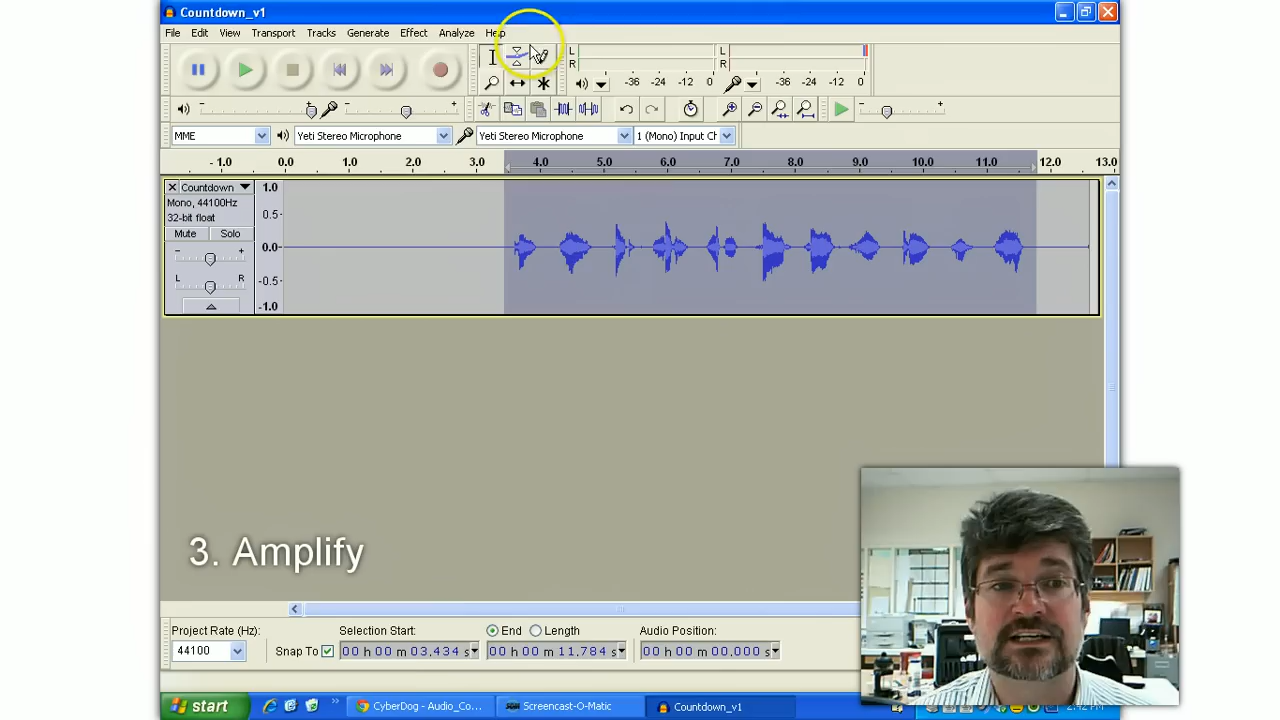 Countdown_v1
File Edit View Transport Tracks Generate Effect Analyze Help
L
R
-36 -24 -12 0
L
R
-36 -24 -12 0
MME Yeti Stereo Microphone Yeti Stereo Microphone 1 (Mono) Input Ch
- 1.0 0.0 1.0 2.0 3.0 4.0 5.0 6.0 7.0 8.0 9.0 10.0 11.0 12.0 13.0
Countdown
Mono, 44100Hz
32-bit float
Mute Solo
- +
L R
1.0
0.5
0.0
-0.5
-1.0
3. Amplify
Project Rate (Hz): Selection Start: End Length Audio Position:
44100 Snap To 00 h 00 m 03.434 s 00 h 00 m 11.784 s 00 h 00 m 00.000 s
start CyberDog - Audio_Co... Screencast-O-Matic Countdown_v1